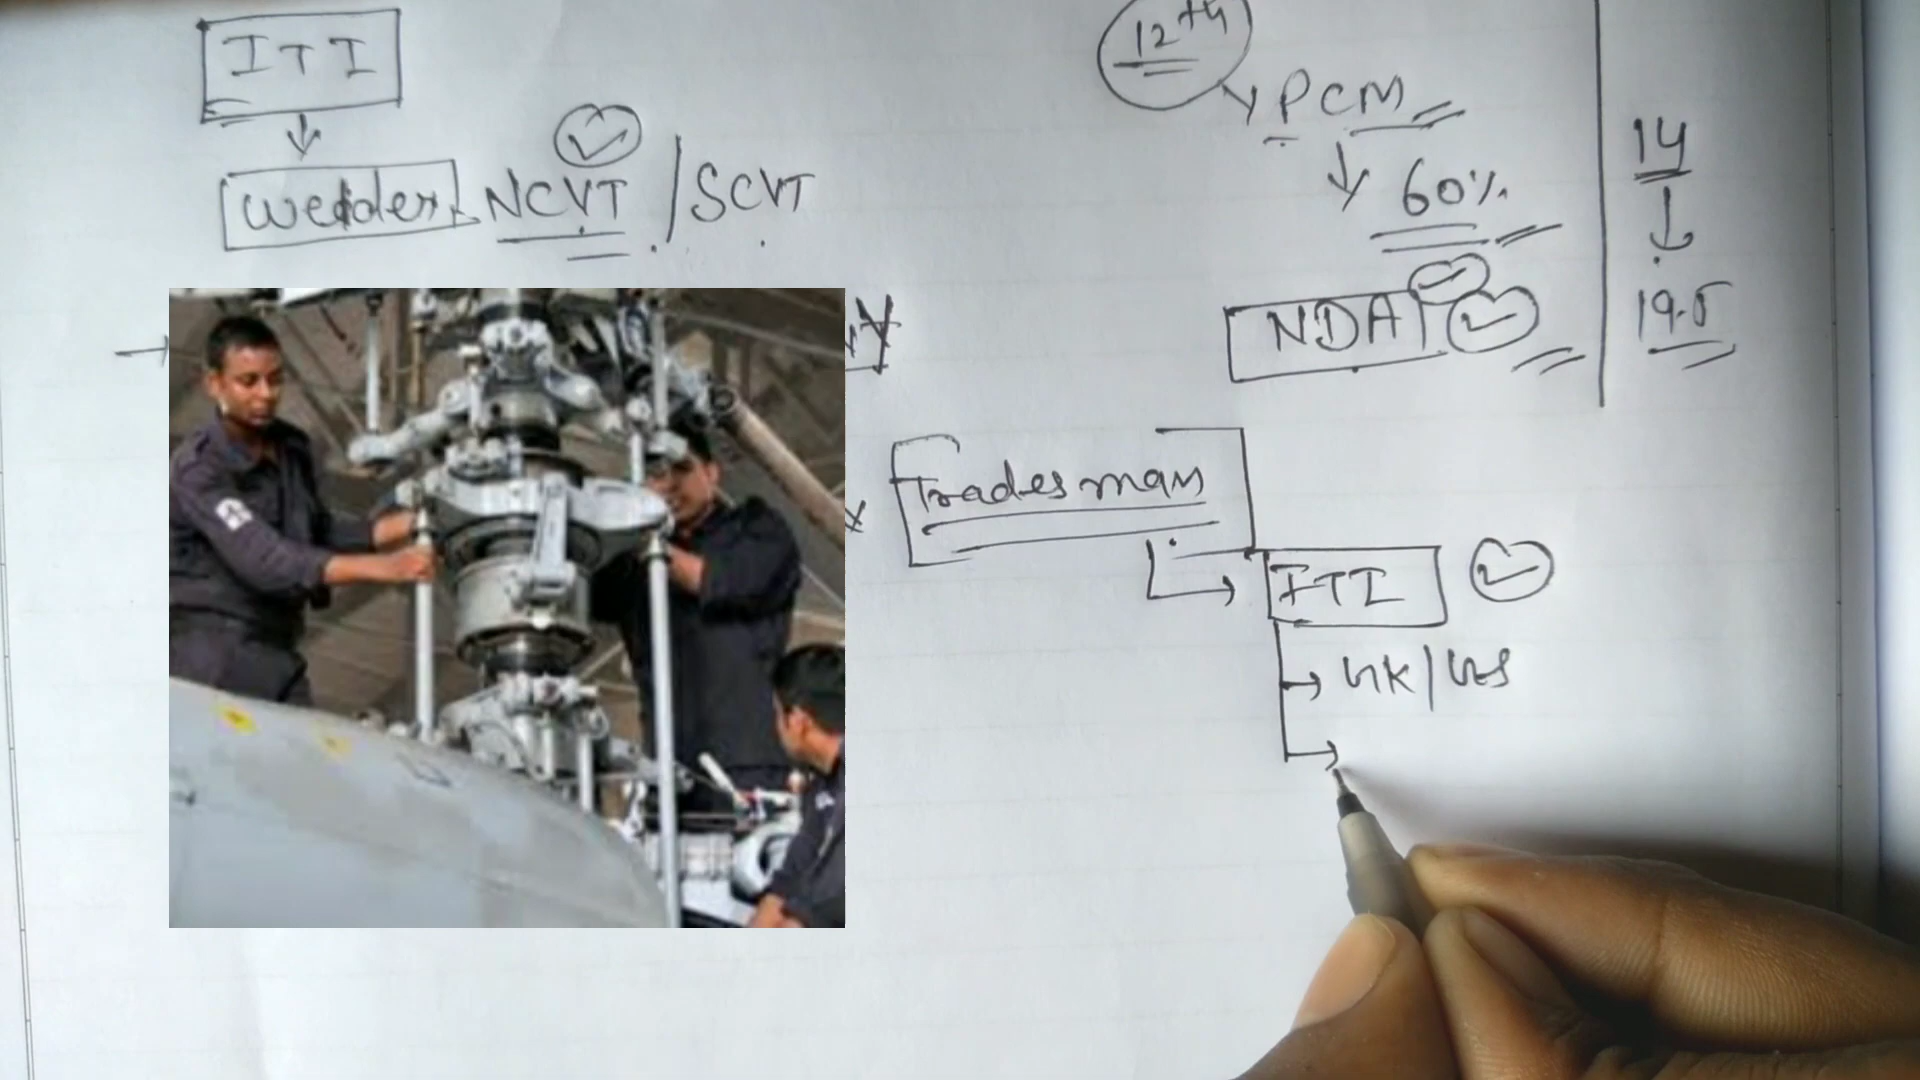 ITI
Welder NCVT / SCVT
12th
PCM
60%
NDA
14
19.5
Tradesman
ITI